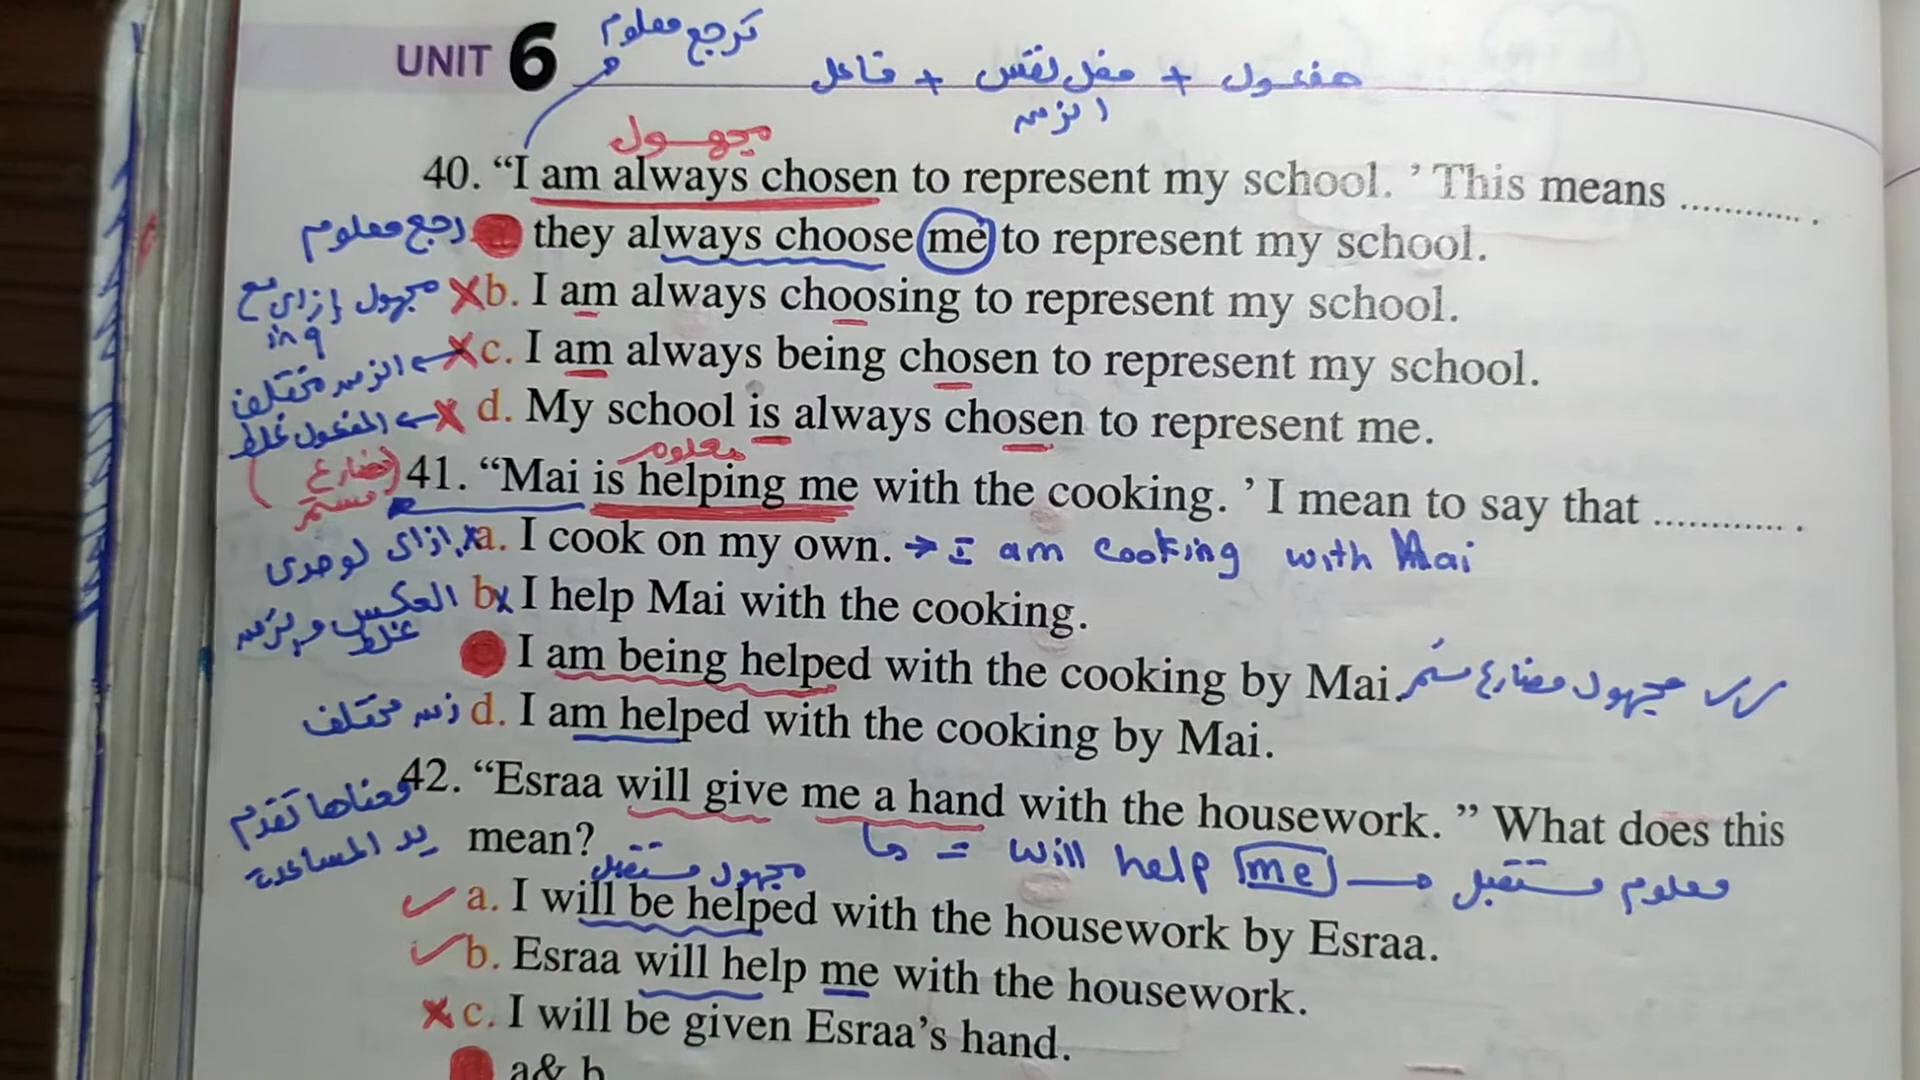 UNIT 6 ترجع معلوم
فاعل + فعل نفس + مفعول
الزمن
مجهول
40. “I am always chosen to represent my school. ’ This means ............ .
رجع معلوم they always choose me to represent my school.
مجهول إزاى مع ing ×b. I am always choosing to represent my school.
الزمن مختلف ← ×c. I am always being chosen to represent my school.
المفعول غلط ← × d. My school is always chosen to represent me.
معلوم
(مضارع مستمر) 41. “Mai is helping me with the cooking. ’ I mean to say that ............ .
ازاى لوحدى ×a. I cook on my own. → I am cooking with Mai
العكس و الزمن غلط b× I help Mai with the cooking.
I am being helped with the cooking by Mai. مجهول مضارع مستمر ✓✓
زمن مختلف d. I am helped with the cooking by Mai.
معناها تقدم يد المساعدة 42. “Esraa will give me a hand with the housework. ” What does this
mean? = will help me → معلوم مستقبل
مجهول مستقبل
✓ a. I will be helped with the housework by Esraa.
✓ b. Esraa will help me with the housework.
× c. I will be given Esraa’s hand.
a& b